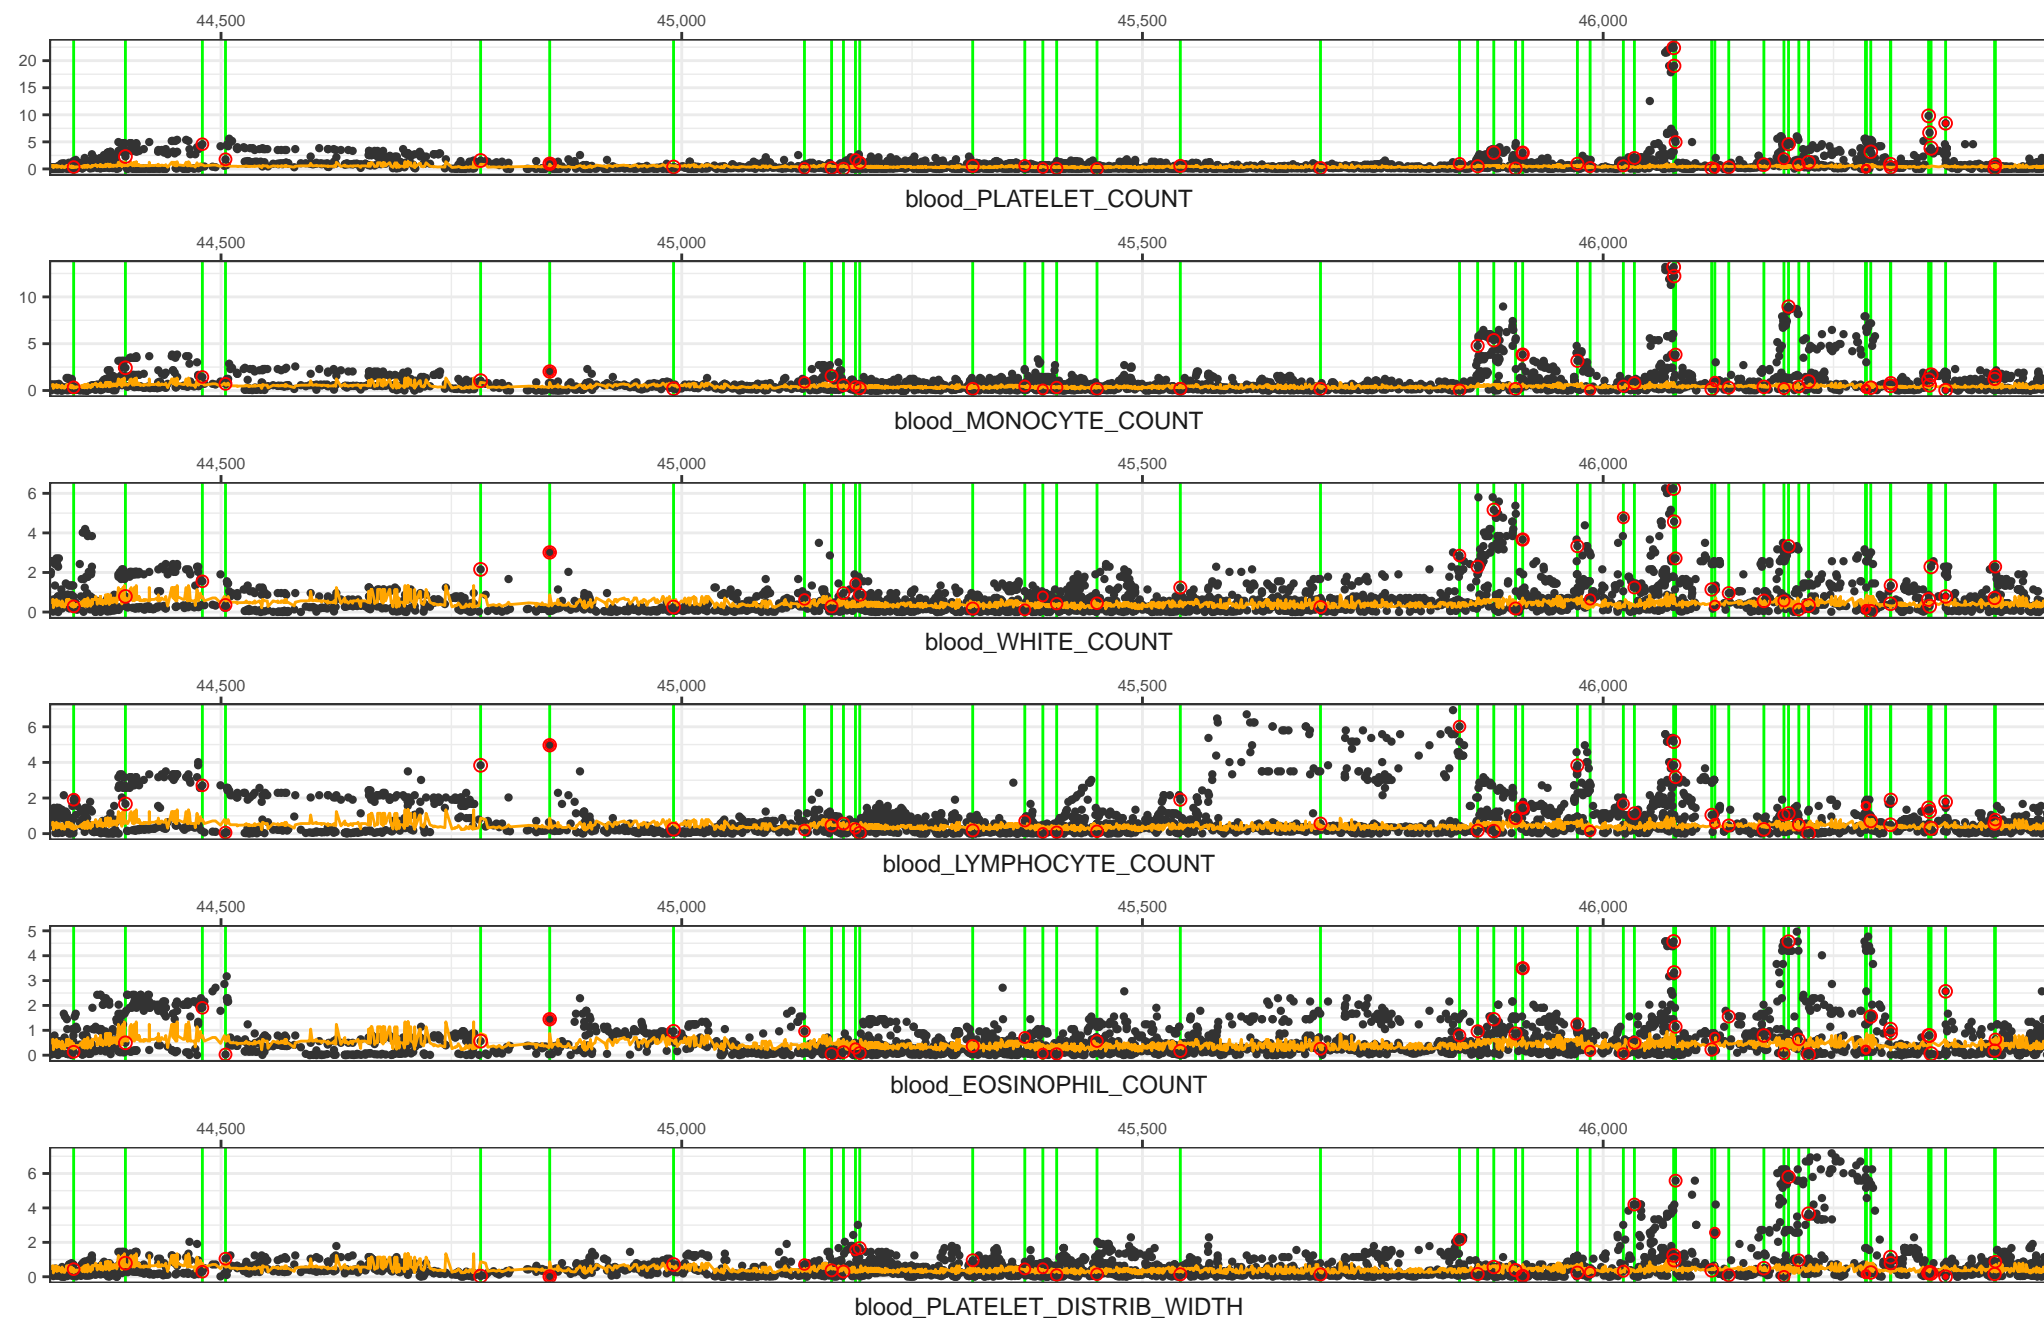 44,500 45,000 45,500 46,000
20
15
10
5
0
blood_PLATELET_COUNT
44,500 45,000 45,500 46,000
10
5
0
blood_MONOCYTE_COUNT
44,500 45,000 45,500 46,000
6
4
2
0
blood_WHITE_COUNT
44,500 45,000 45,500 46,000
6
4
2
0
blood_LYMPHOCYTE_COUNT
44,500 45,000 45,500 46,000
5
4
3
2
1
0
blood_EOSINOPHIL_COUNT
44,500 45,000 45,500 46,000
6
4
2
0
blood_PLATELET_DISTRIB_WIDTH